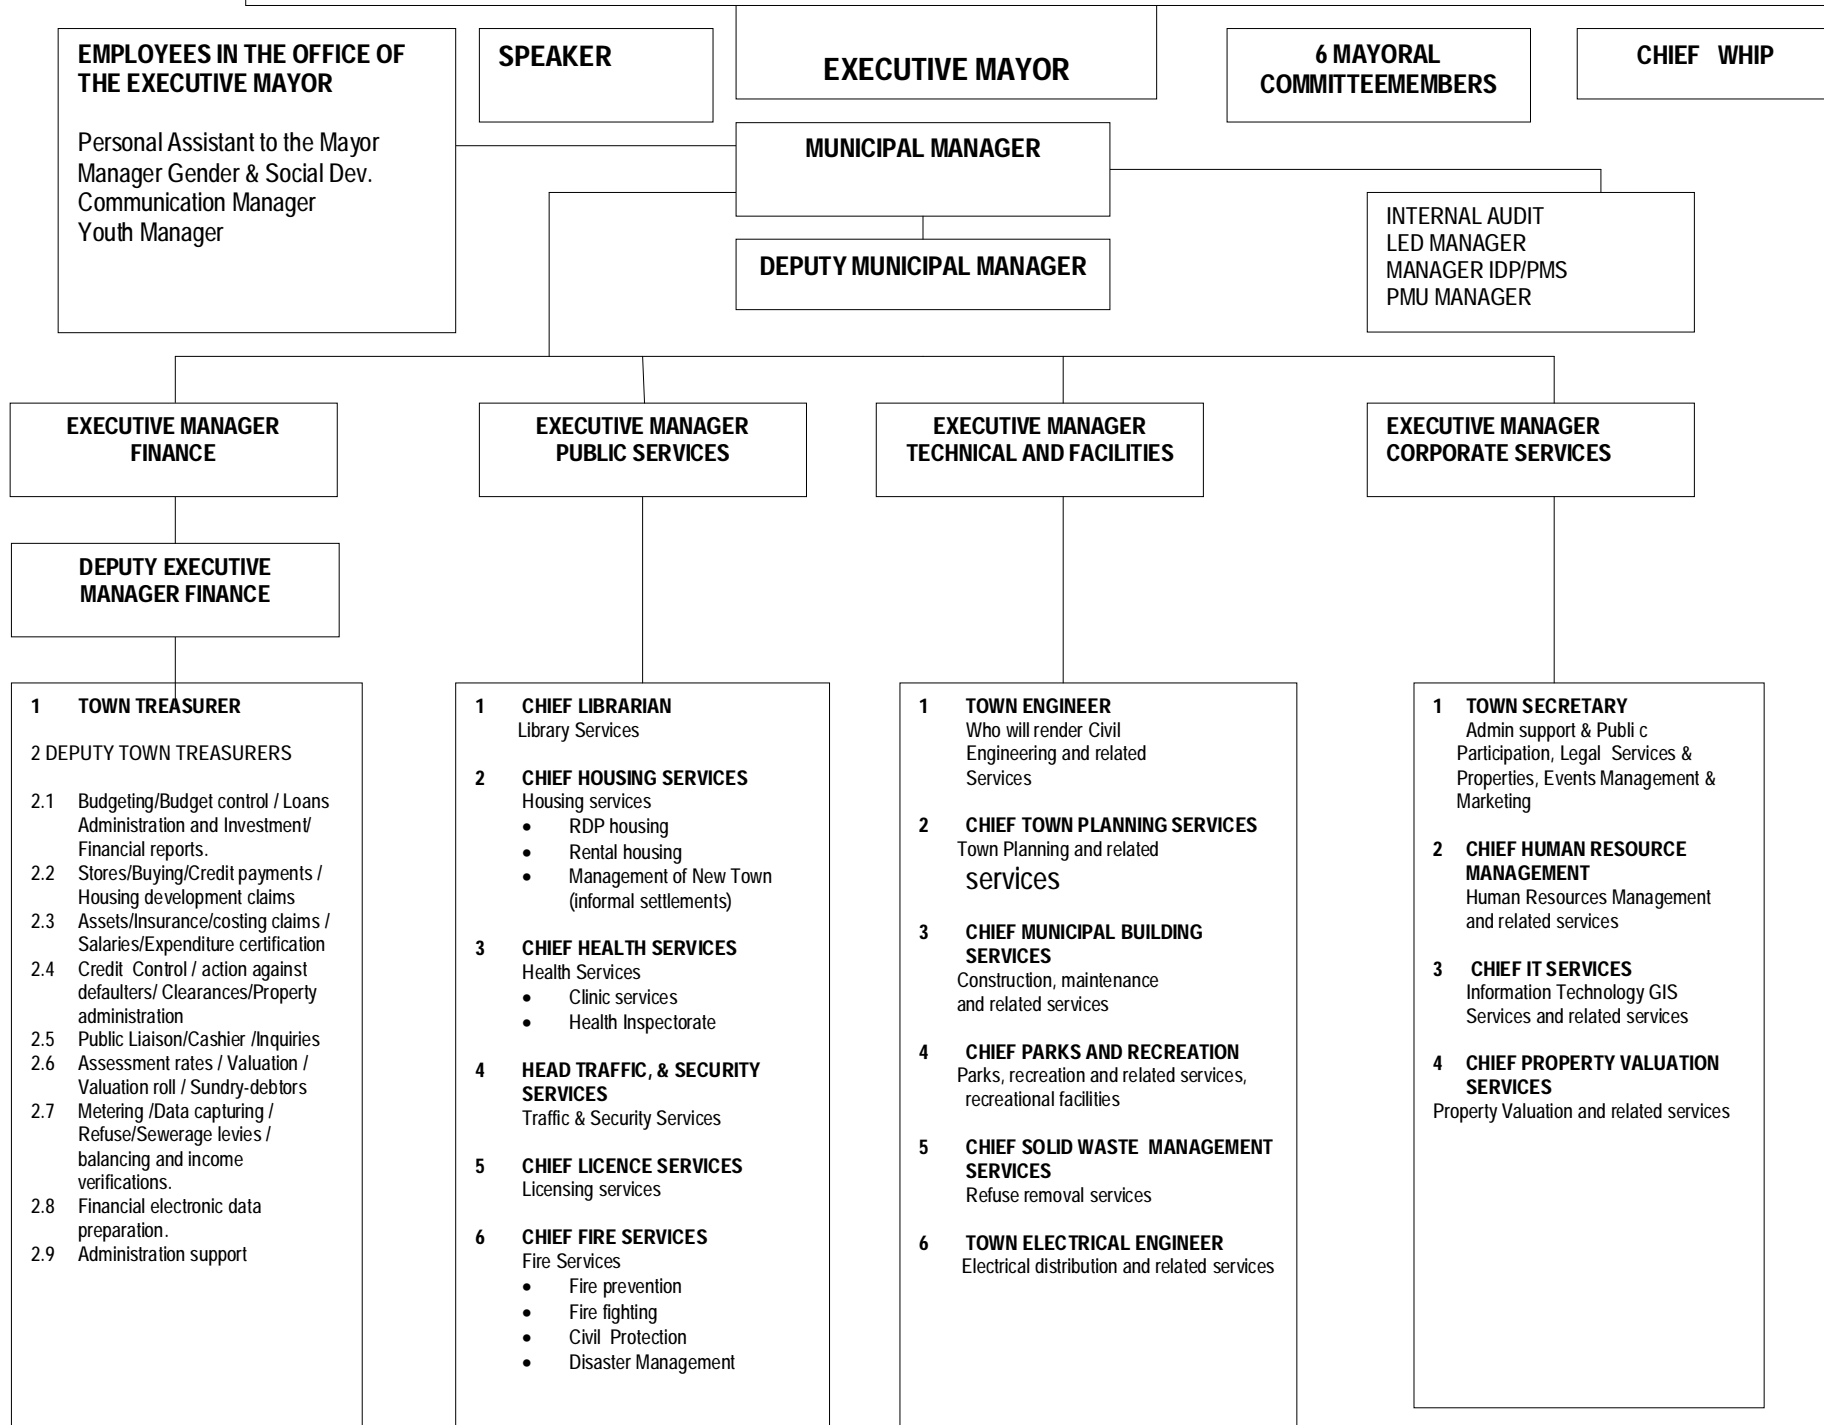 EMPLOYEES IN THE OFFICE OF
THE EXECUTIVE MAYOR
Personal Assistant to the Mayor
Manager Gender & Social Dev.
Communication Manager
Youth Manager
SPEAKER
EXECUTIVE MAYOR
6 MAYORAL
COMMITTEEMEMBERS
CHIEF WHIP
MUNICIPAL MANAGER
DEPUTY MUNICIPAL MANAGER
INTERNAL AUDIT
LED MANAGER
MANAGER IDP/PMS
PMU MANAGER
EXECUTIVE MANAGER
FINANCE
EXECUTIVE MANAGER
PUBLIC SERVICES
EXECUTIVE MANAGER
TECHNICAL AND FACILITIES
EXECUTIVE MANAGER
CORPORATE SERVICES
DEPUTY EXECUTIVE
MANAGER FINANCE
1 TOWN TREASURER
2 DEPUTY TOWN TREASURERS
2.1 Budgeting/Budget control / Loans
Administration and Investment/
Financial reports.
2.2 Stores/Buying/Credit payments /
Housing development claims
2.3 Assets/Insurance/costing claims /
Salaries/Expenditure certification
2.4 Credit Control / action against
defaulters/ Clearances/Property
administration
2.5 Public Liaison/Cashier /Inquiries
2.6 Assessment rates / Valuation /
Valuation roll / Sundry-debtors
2.7 Metering /Data capturing /
Refuse/Sewerage levies /
balancing and income
verifications.
2.8 Financial electronic data
preparation.
2.9 Administration support
1 CHIEF LIBRARIAN
Library Services
2 CHIEF HOUSING SERVICES
Housing services
• RDP housing
• Rental housing
• Management of New Town
(informal settlements)
3 CHIEF HEALTH SERVICES
Health Services
• Clinic services
• Health Inspectorate
4 HEAD TRAFFIC, & SECURITY
SERVICES
Traffic & Security Services
5 CHIEF LICENCE SERVICES
Licensing services
6 CHIEF FIRE SERVICES
Fire Services
• Fire prevention
• Fire fighting
• Civil Protection
• Disaster Management
1 TOWN ENGINEER
Who will render Civil
Engineering and related
Services
2 CHIEF TOWN PLANNING SERVICES
Town Planning and related
services
3 CHIEF MUNICIPAL BUILDING
SERVICES
Construction, maintenance
and related services
4 CHIEF PARKS AND RECREATION
Parks, recreation and related services,
recreational facilities
5 CHIEF SOLID WASTE MANAGEMENT
SERVICES
Refuse removal services
6 TOWN ELECTRICAL ENGINEER
Electrical distribution and related services
1 TOWN SECRETARY
Admin support & Publi c
Participation, Legal Services &
Properties, Events Management &
Marketing
2 CHIEF HUMAN RESOURCE
MANAGEMENT
Human Resources Management
and related services
3 CHIEF IT SERVICES
Information Technology GIS
Services and related services
4 CHIEF PROPERTY VALUATION
SERVICES
Property Valuation and related services